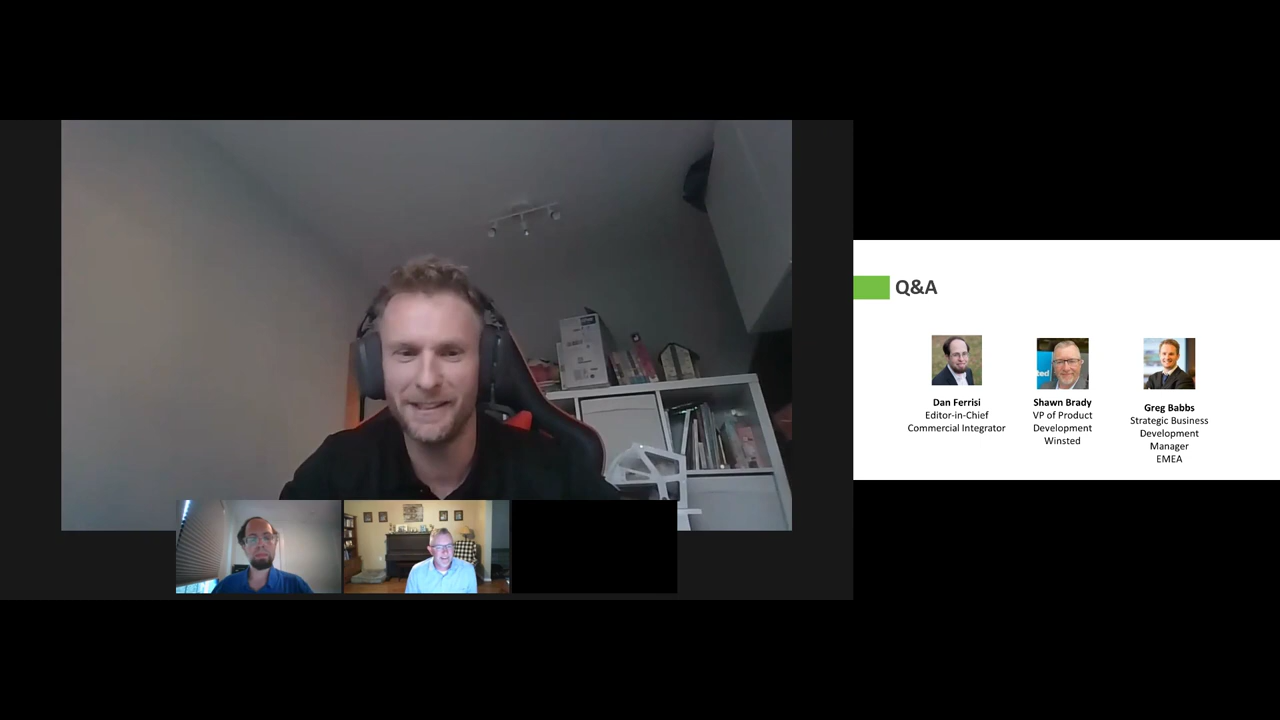 Q&A
ted
Dan Ferrisi
Editor-in-Chief
Commercial Integrator
Shawn Brady
VP of Product
Development
Winsted
Greg Babbs
Strategic Business
Development
Manager
EMEA